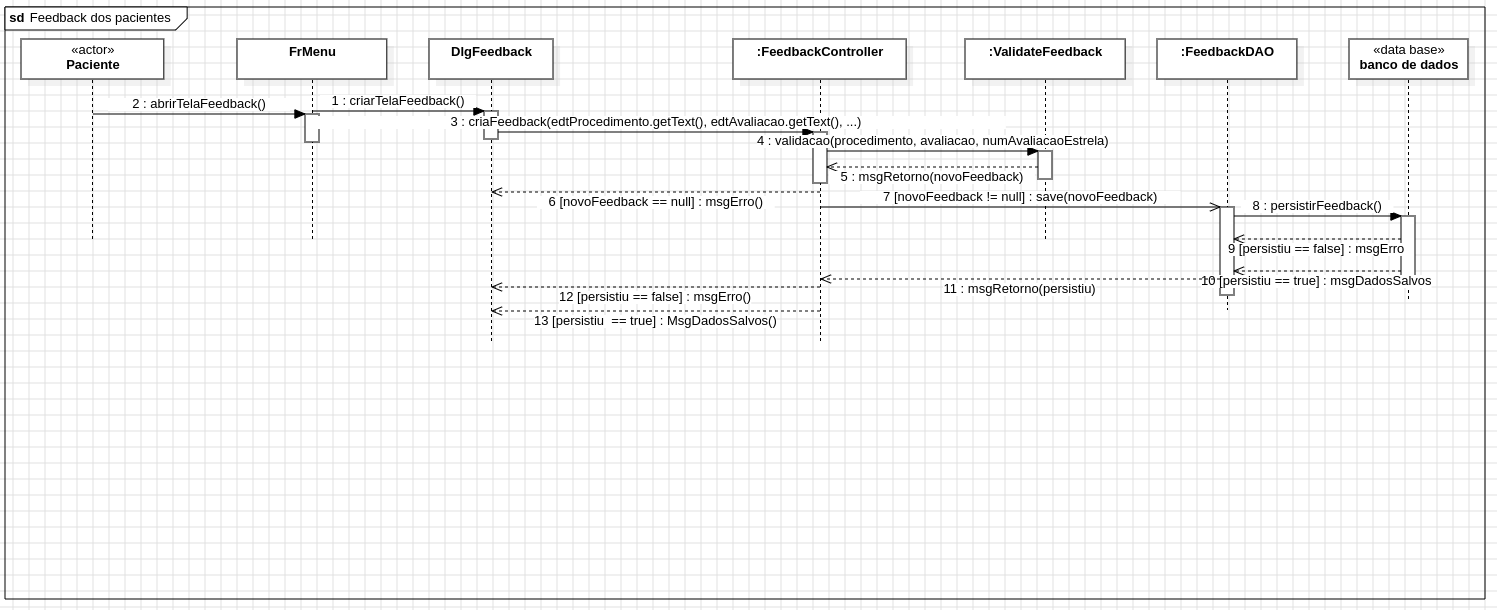 sd Feedback dos pacientes
«actor»
Paciente
FrMenu
DlgFeedback
:FeedbackController
:ValidateFeedback
:FeedbackDAO
«data base»
banco de dados
2 : abrirTelaFeedback()
1 : criarTelaFeedback()
3 : criaFeedback(edtProcedimento.getText(), edtAvaliacao.getText(), ...)
4 : validacao(procedimento, avaliacao, numAvaliacaoEstrela)
5 : msgRetorno(novoFeedback)
6 [novoFeedback == null] : msgErro()
7 [novoFeedback != null] : save(novoFeedback)
8 : persistirFeedback()
9 [persistiu == false] : msgErro
10 [persistiu == true] : msgDadosSalvos
11 : msgRetorno(persistiu)
12 [persistiu == false] : msgErro()
13 [persistiu  == true] : MsgDadosSalvos()